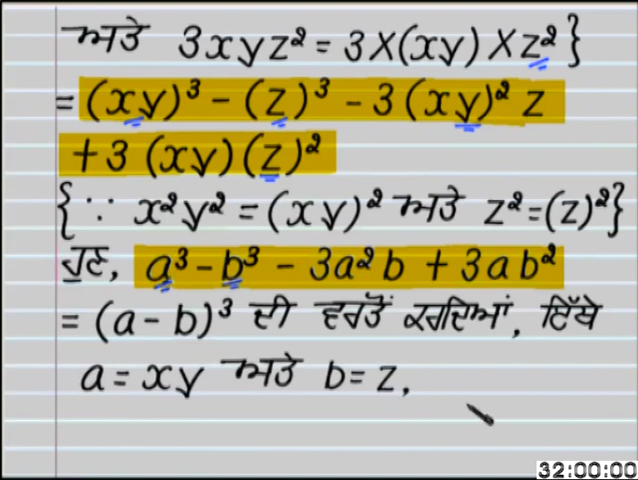 ਅਤੇ 3xyz² = 3×(xy)×z²}
= (xy)³ − (z)³ − 3(xy)² z
+3 (xy)(z)²
{∵ x²y² = (xy)² ਅਤੇ z²=(z)²}
ਹੁਣ, a³−b³ − 3a²b + 3ab²
= (a−b)³ ਦੀ ਵਰਤੋਂ ਕਰਦਿਆਂ, ਇੱਥੇ
a = xy ਅਤੇ b = z,
32:00:00